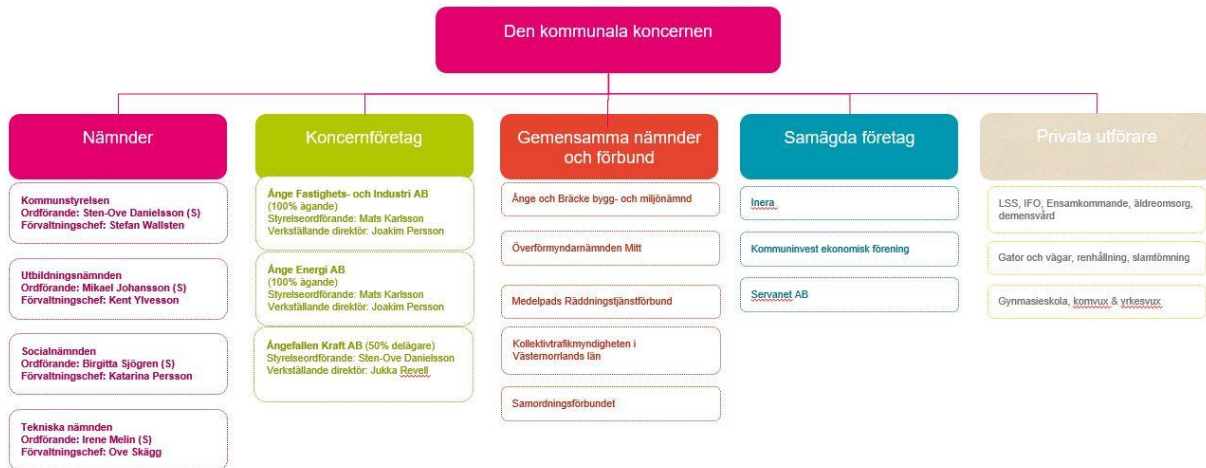 Den kommunala koncernen
Nämnder
Kommunstyrelsen
Ordförande: Sten-Ove Danielsson (S)
Förvaltningschef: Stefan Wallsten
Utbildningsnämnden
Ordförande: Mikael Johansson (S)
Förvaltningschef: Kent Ylvesson
Socialnämnden
Ordförande: Birgitta Sjögren (S)
Förvaltningschef: Katarina Persson
Tekniska nämnden
Ordförande: Irene Melin (S)
Förvaltningschef: Ove Skägg
Koncernföretag
Ånge Fastighets- och Industri AB
(100% ägande)
Styrelseordförande: Mats Karlsson
Verkställande direktör: Joakim Persson
Ånge Energi AB
(100% ägande)
Styrelseordförande: Mats Karlsson
Verkställande direktör: Joakim Persson
Ångefallen Kraft AB (50% delägare)
Styrelseordförande: Sten-Ove Danielsson
Verkställande direktör: Jukka Revell
Gemensamma nämnder
och förbund
Ånge och Bräcke bygg- och miljönämnd
Överförmyndarnämnden Mitt
Medelpads Räddningstjänstförbund
Kollektivtrafikmyndigheten i
Västernorrlands län
Samordningsförbundet
Samägda företag
Inera
Kommuninvest ekonomisk förening
Servanet AB
Privata utförare
LSS, IFO, Ensamkommande, äldreomsorg,
demensvård
Gator och vägar, renhållning, slamtömning
Gynmasieskola, komvux & yrkesvux